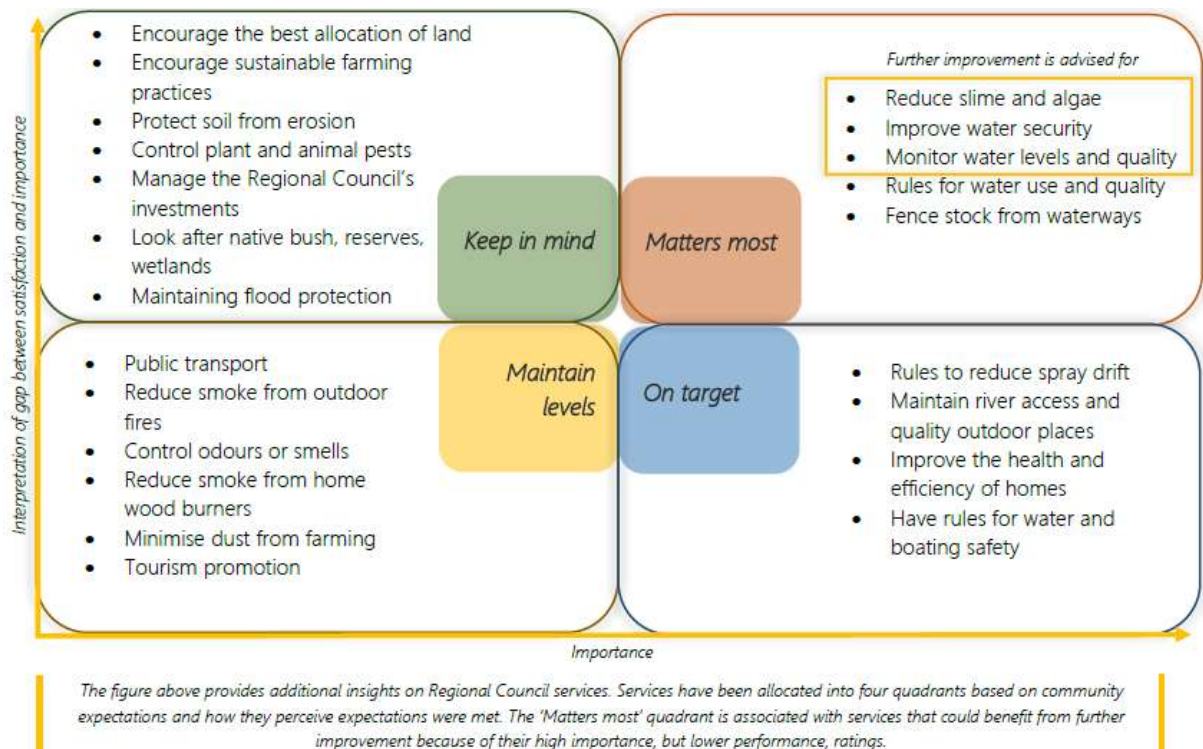 Interpretation of gap between satisfaction and importance
• Encourage the best allocation of land
• Encourage sustainable farming
practices
• Protect soil from erosion
• Control plant and animal pests
• Manage the Regional Council's
investments
• Look after native bush, reserves,
wetlands
• Maintaining flood protection
Keep in mind
Matters most
Further improvement is advised for
• Reduce slime and algae
• Improve water security
• Monitor water levels and quality
• Rules for water use and quality
• Fence stock from waterways
• Public transport
• Reduce smoke from outdoor
fires
• Control odours or smells
• Reduce smoke from home
wood burners
• Minimise dust from farming
• Tourism promotion
Maintain
levels
On target
• Rules to reduce spray drift
• Maintain river access and
quality outdoor places
• Improve the health and
efficiency of homes
• Have rules for water and
boating safety
Importance
The figure above provides additional insights on Regional Council services. Services have been allocated into four quadrants based on community
expectations and how they perceive expectations were met. The 'Matters most' quadrant is associated with services that could benefit from further
improvement because of their high importance, but lower performance, ratings.